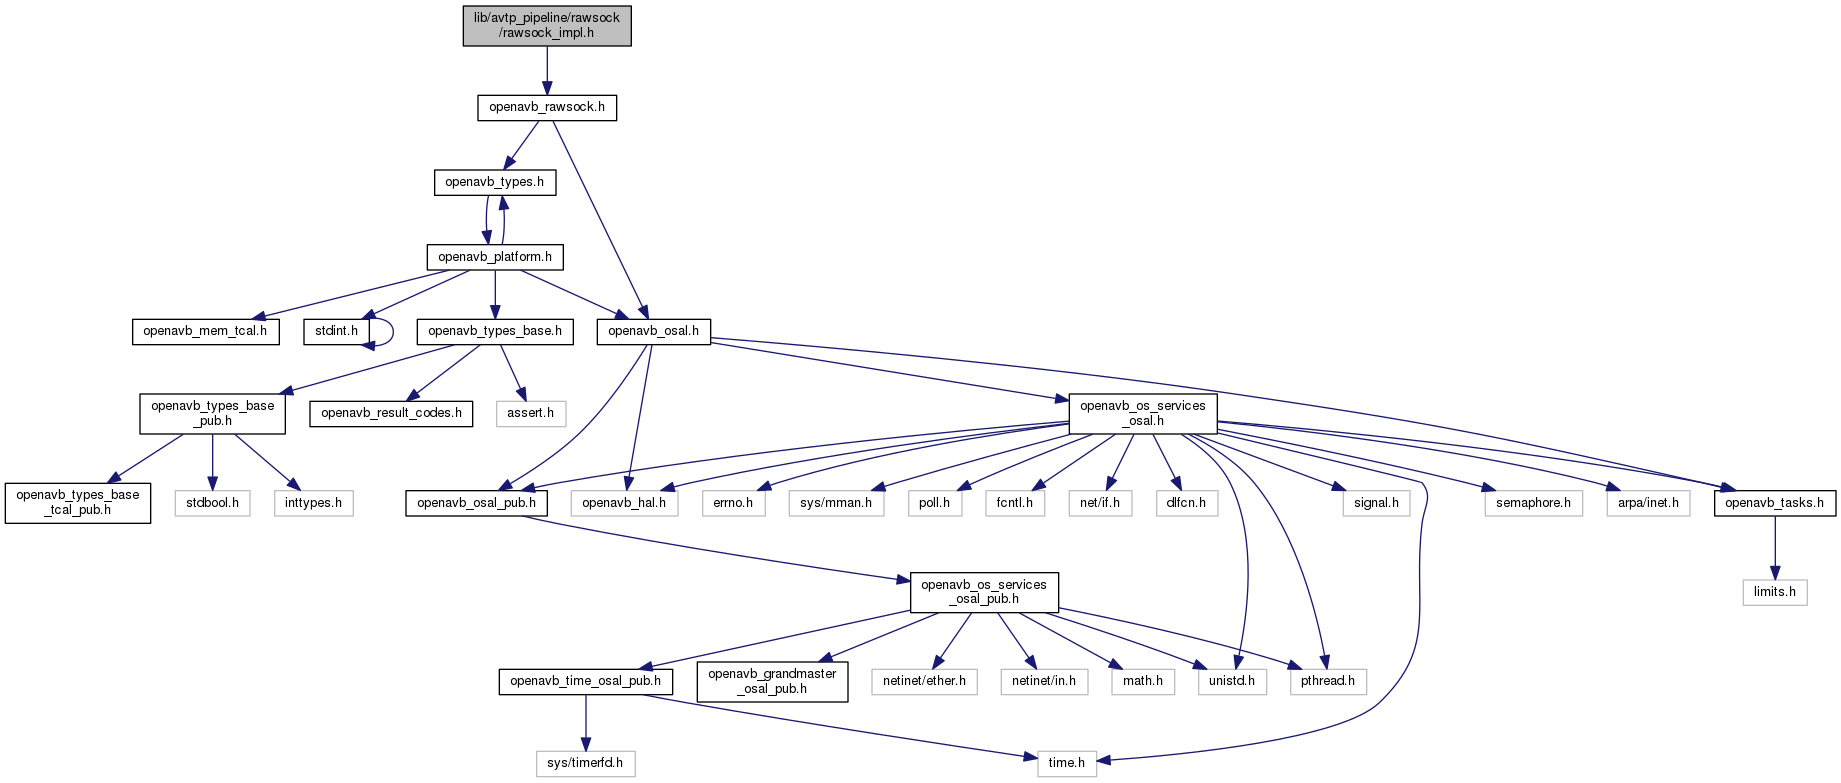 lib/avtp_pipeline/rawsock
/rawsock_impl.h
openavb_rawsock.h
openavb_types.h
openavb_platform.h
openavb_mem_tcal.h
stdint.h
openavb_types_base.h
openavb_osal.h
openavb_types_base
_pub.h
openavb_result_codes.h
assert.h
openavb_os_services
_osal.h
openavb_types_base
_tcal_pub.h
stdbool.h
inttypes.h
openavb_osal_pub.h
openavb_hal.h
errno.h
sys/mman.h
poll.h
fcntl.h
net/if.h
dlfcn.h
signal.h
semaphore.h
arpa/inet.h
openavb_tasks.h
openavb_os_services
_osal_pub.h
limits.h
openavb_time_osal_pub.h
openavb_grandmaster
_osal_pub.h
netinet/ether.h
netinet/in.h
math.h
unistd.h
pthread.h
sys/timerfd.h
time.h